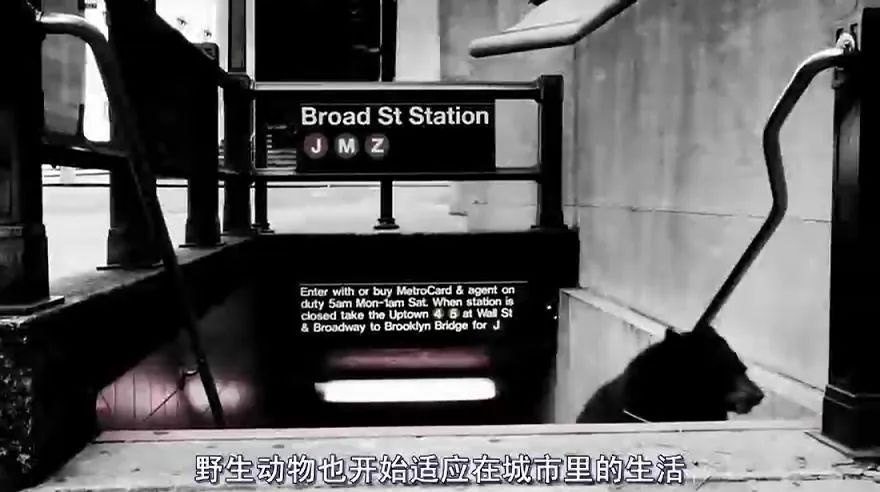 Broad St Station
J M Z
Enter with or buy MetroCard & agent on
duty 5am Mon-1am Sat. When station is
closed take the Uptown 4 5 at Wall St
& Broadway to Brooklyn Bridge for J
野生动物也开始适应在城市里的生活